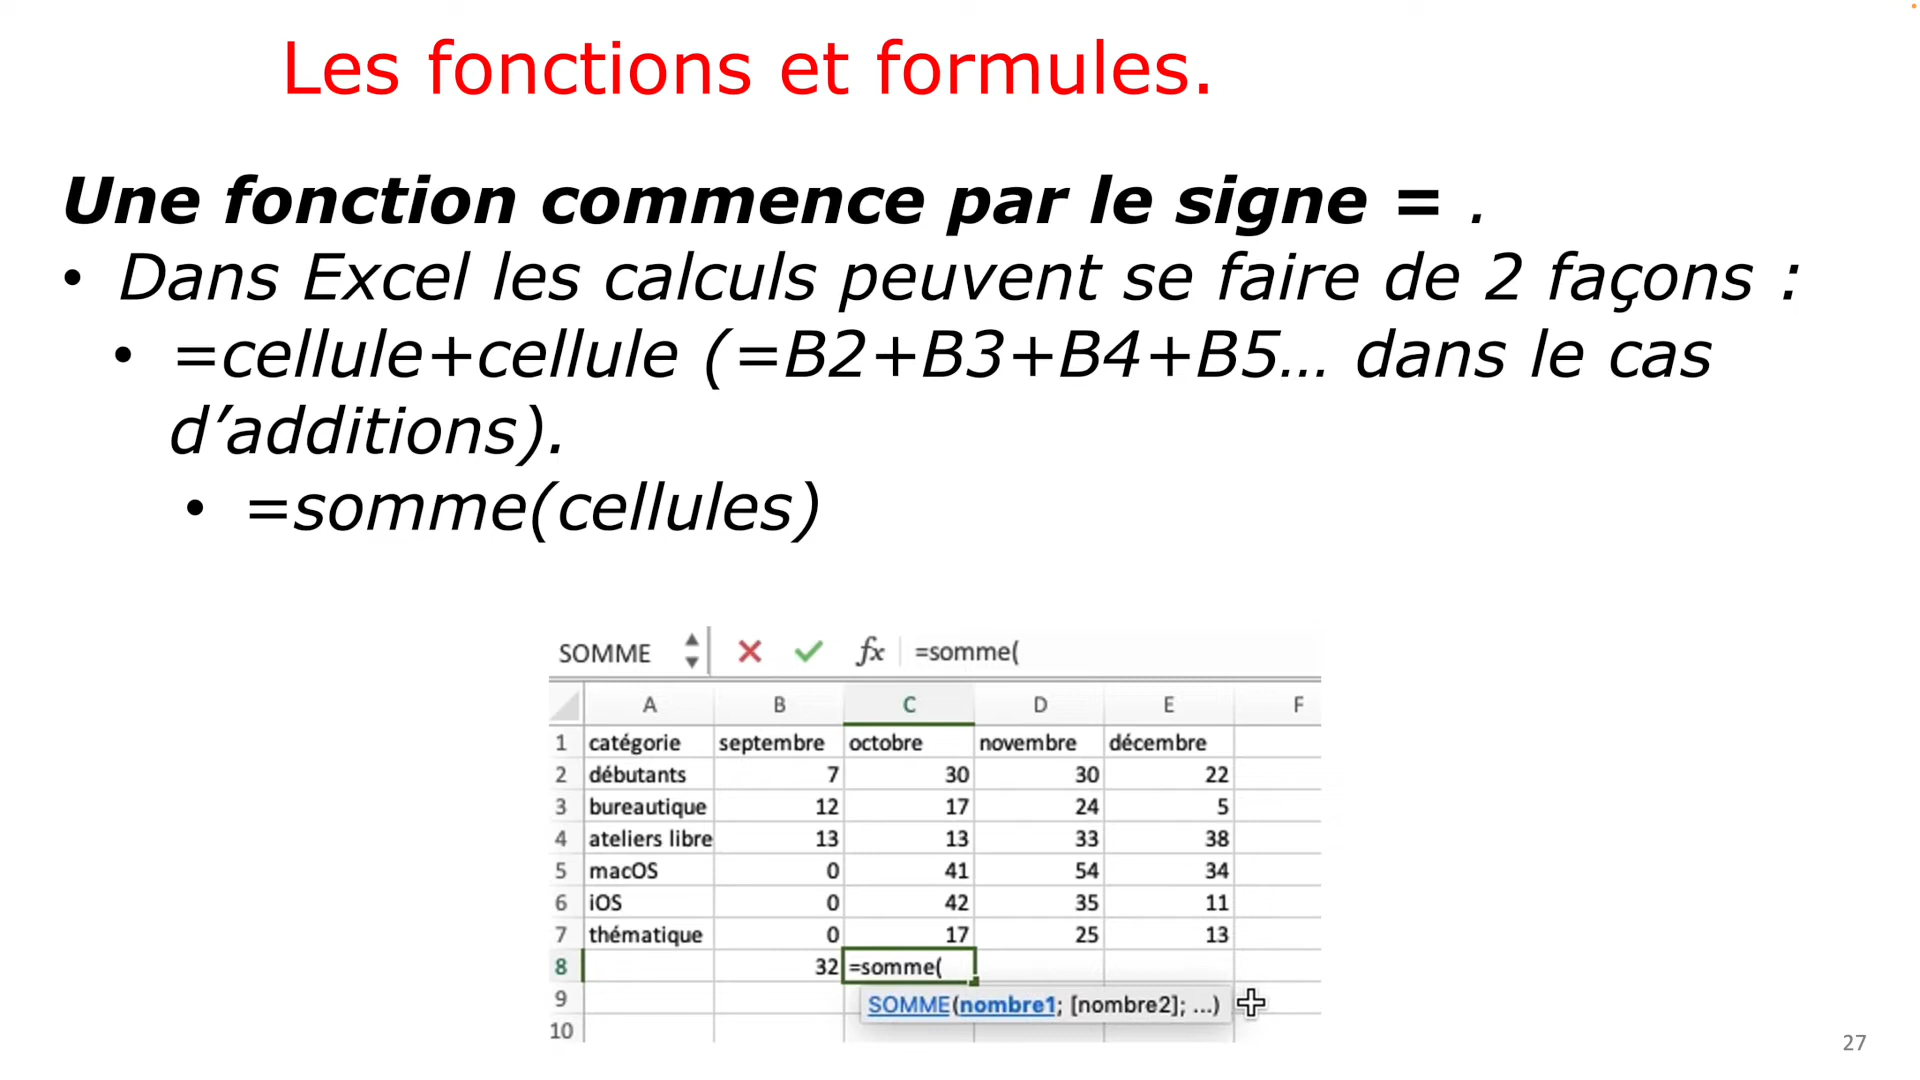 Les fonctions et formules.
Une fonction commence par le signe = .
• Dans Excel les calculs peuvent se faire de 2 façons :
• =cellule+cellule (=B2+B3+B4+B5... dans le cas
d’additions).
• =somme(cellules)
SOMME fx =somme(
A B C D E F
1 catégorie septembre octobre novembre décembre
2 débutants 7 30 30 22
3 bureautique 12 17 24 5
4 ateliers libre 13 13 33 38
5 macOS 0 41 54 34
6 iOS 0 42 35 11
7 thématique 0 17 25 13
8 32 =somme(
9 SOMME(nombre1; [nombre2]; ...)
10
27